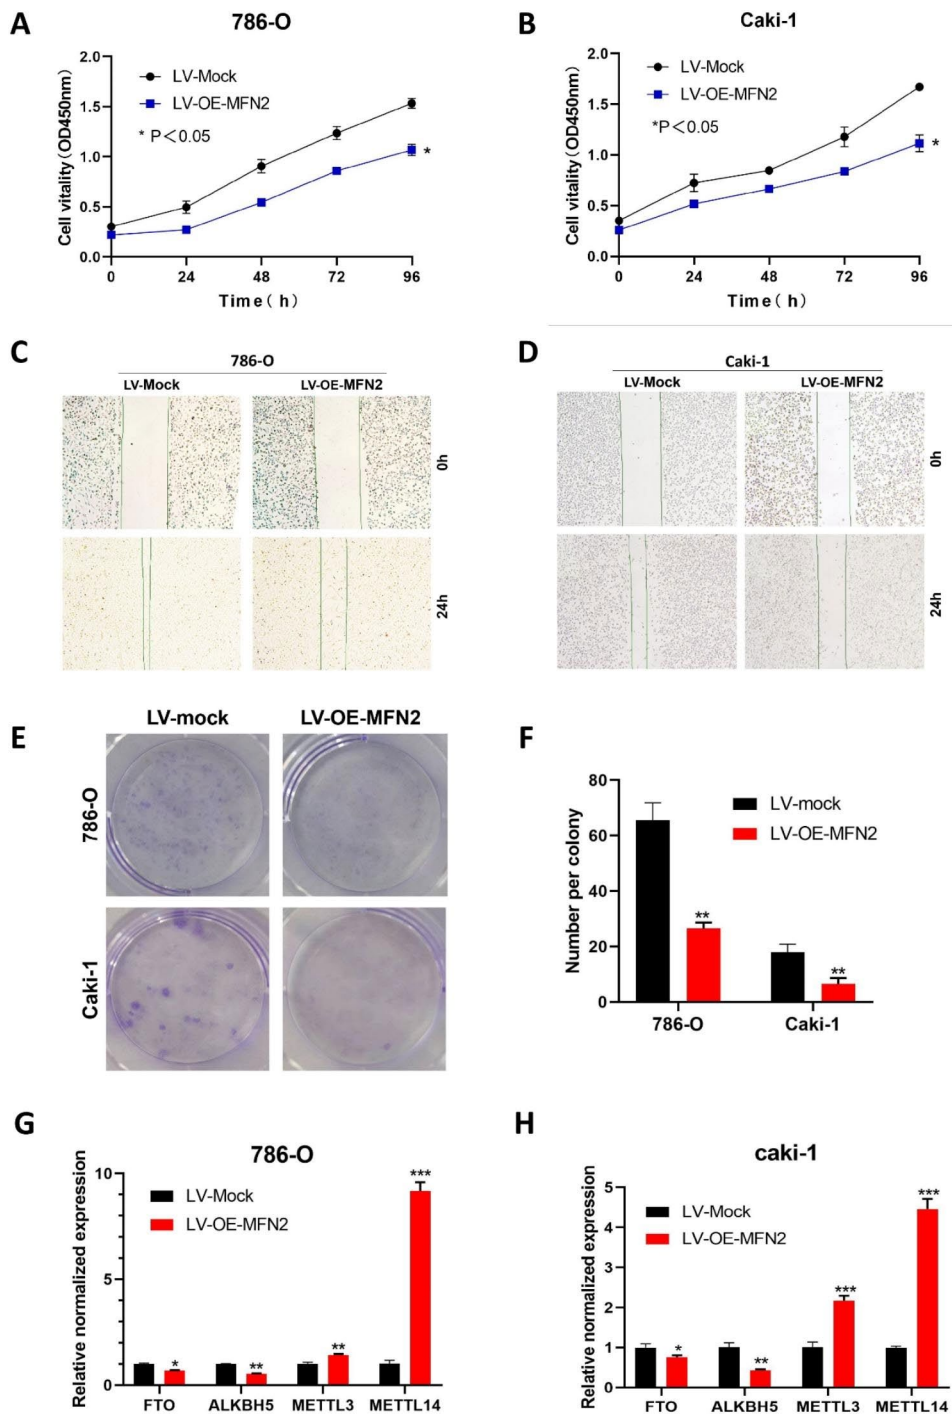 A
786-O
Cell vitality(OD450nm)
2.0
1.5
1.0
0.5
0.0
LV-Mock
LV-OE-MFN2
* P<0.05
*
0 24 48 72 96
Time( h)
B
Caki-1
Cell vitality(OD450nm)
2.0
1.5
1.0
0.5
0.0
LV-Mock
LV-OE-MFN2
*P<0.05
*
0 24 48 72 96
Time( h)
C
786-O
LV-Mock LV-OE-MFN2
0h
24h
D
Caki-1
LV-Mock LV-OE-MFN2
0h
24h
E
LV-mock LV-OE-MFN2
786-O
Caki-1
F
Number per colony
80
60
40
20
0
LV-mock
LV-OE-MFN2
**
**
786-O Caki-1
G
786-O
Relative normalized expression
10
5
0
LV-Mock
LV-OE-MFN2
* ** ** ***
FTO ALKBH5 METTL3 METTL14
H
caki-1
Relative normalized expression
5
4
3
2
1
0
LV-Mock
LV-OE-MFN2
* ** *** ***
FTO ALKBH5 METTL3 METTL14